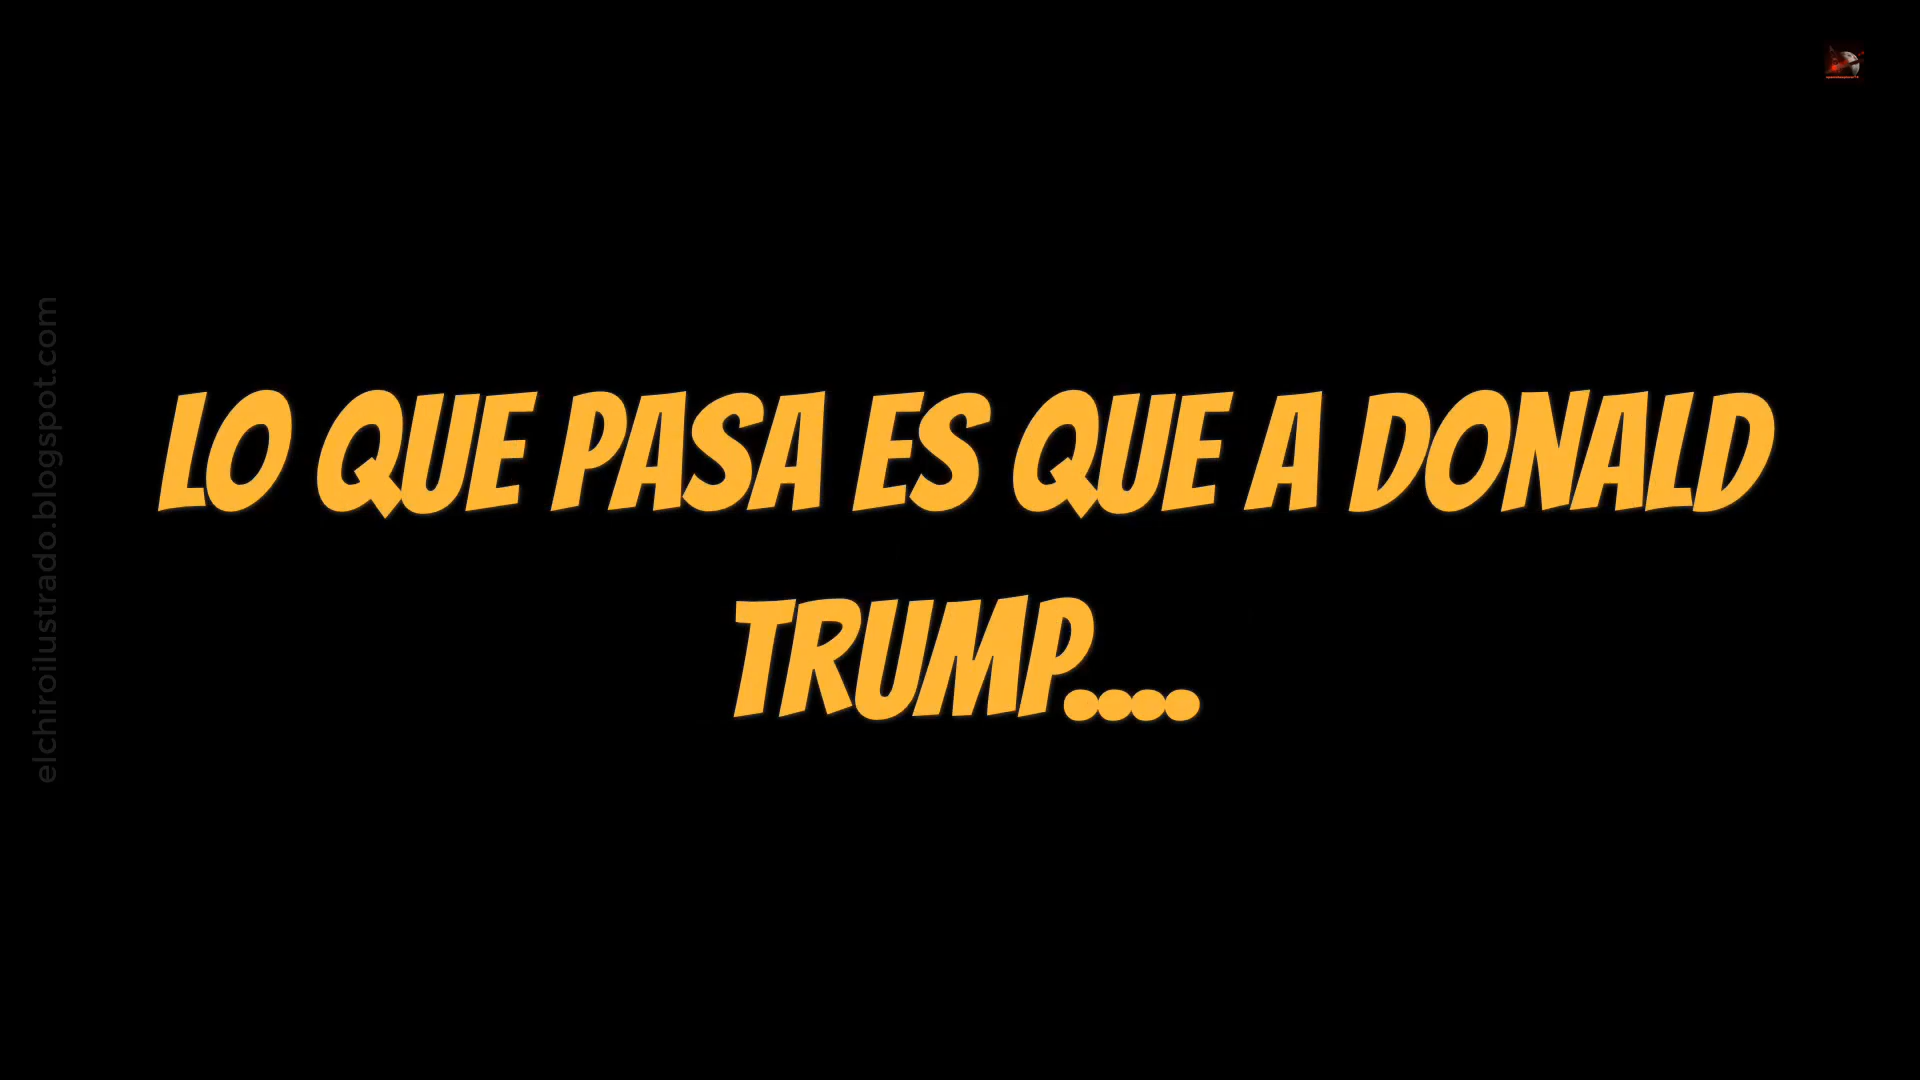 LO QUE PASA ES QUE A DONALD
TRUMP....
elchiroilustrado.blogspot.com